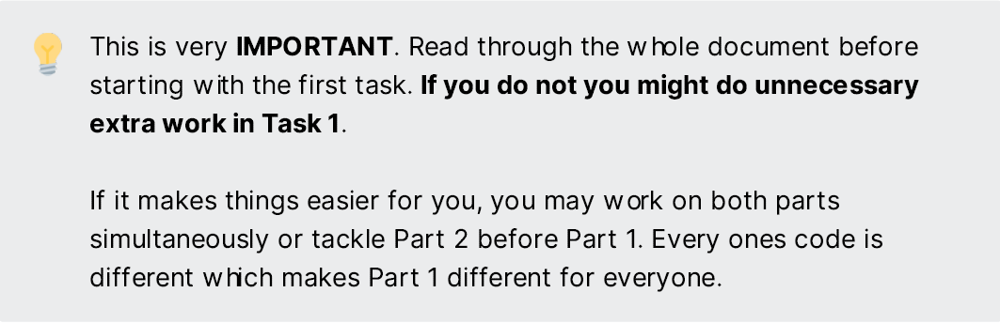 This is very IMPORTANT. Read through the whole document before
starting with the first task. If you do not you might do unnecessary
extra work in Task 1.
If it makes things easier for you, you may work on both parts
simultaneously or tackle Part 2 before Part 1. Every ones code is
different which makes Part 1 different for everyone.